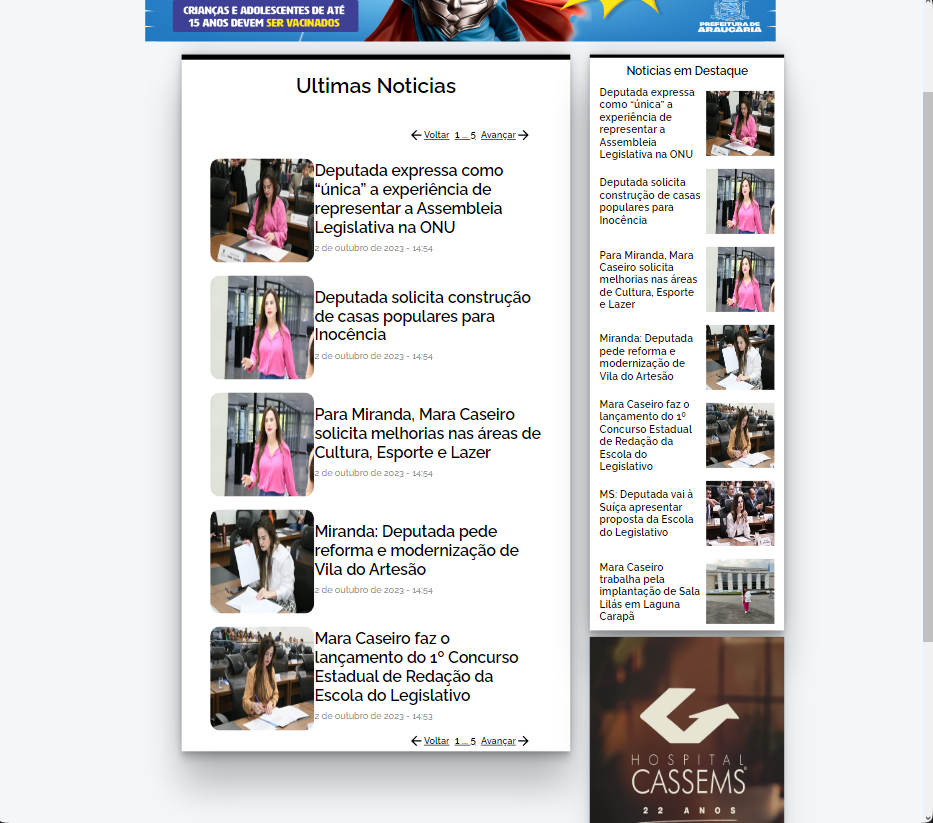 CRIANÇAS E ADOLESCENTES DE ATÉ
15 ANOS DEVEM SER VACINADOS
PREFEITURA DE
ARAUCÁRIA
Ultimas Noticias
Voltar 1 ... 5 Avançar
Deputada expressa como
“única” a experiência de
representar a Assembleia
Legislativa na ONU
2 de outubro de 2023 - 14:54
Deputada solicita construção
de casas populares para
Inocência
2 de outubro de 2023 - 14:54
Para Miranda, Mara Caseiro
solicita melhorias nas áreas de
Cultura, Esporte e Lazer
2 de outubro de 2023 - 14:54
Miranda: Deputada pede
reforma e modernização de
Vila do Artesão
2 de outubro de 2023 - 14:54
Mara Caseiro faz o
lançamento do 1º Concurso
Estadual de Redação da
Escola do Legislativo
2 de outubro de 2023 - 14:53
Voltar 1 ... 5 Avançar
Noticias em Destaque
Deputada expressa
como “única” a
experiência de
representar a
Assembleia
Legislativa na ONU
Deputada solicita
construção de casas
populares para
Inocência
Para Miranda, Mara
Caseiro solicita
melhorias nas áreas
de Cultura, Esporte
e Lazer
Miranda: Deputada
pede reforma e
modernização de
Vila do Artesão
Mara Caseiro faz o
lançamento do 1º
Concurso Estadual
de Redação da
Escola do
Legislativo
MS: Deputada vai à
Suíça apresentar
proposta da Escola
do Legislativo
Mara Caseiro
trabalha pela
implantação de Sala
Lilás em Laguna
Carapã
HOSPITAL
CASSEMS®
22 ANOS